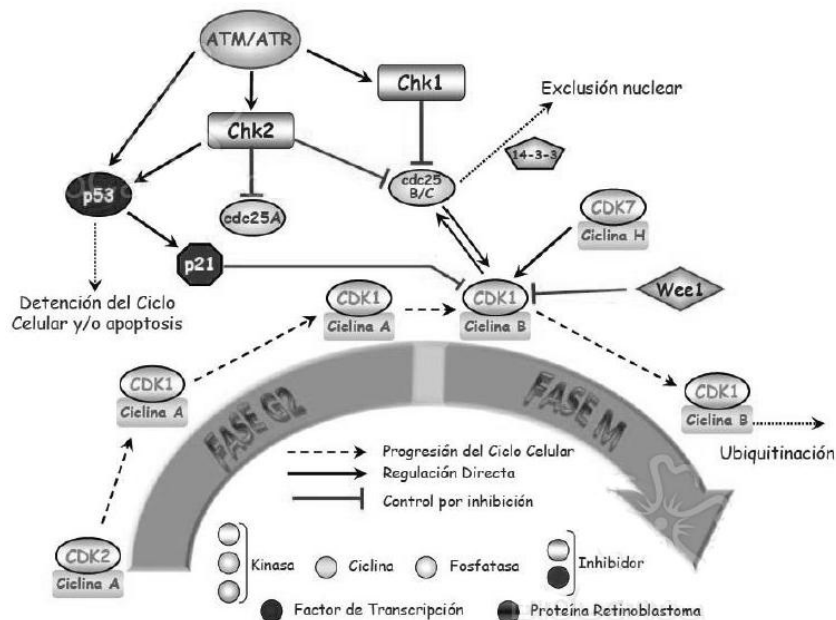 ATM/ATR
Chk1
Exclusión nuclear
Chk2
14-3-3
cdc25
B/C
p53
cdc25A
CDK7
Ciclina H
p21
Wee1
Detención del Ciclo
Celular y/o apoptosis
CDK1
Ciclina A
CDK1
Ciclina B
CDK1
Ciclina A
CDK1
Ciclina B
Ubiquitinación
FASE G2
FASE M
Progresión del Ciclo Celular
Regulación Directa
Control por inhibición
CDK2
Ciclina A
Kinasa
Ciclina
Fosfatasa
Inhibidor
Factor de Transcripción
Proteína Retinoblastoma